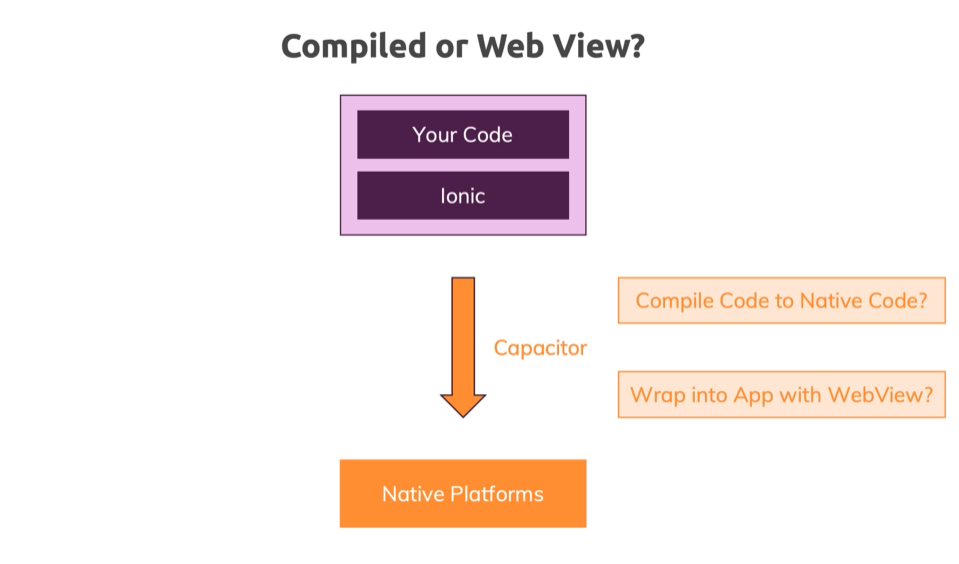 Compiled or Web View?
Your Code
Ionic
Compile Code to Native Code?
Capacitor
Wrap into App with WebView?
Native Platforms